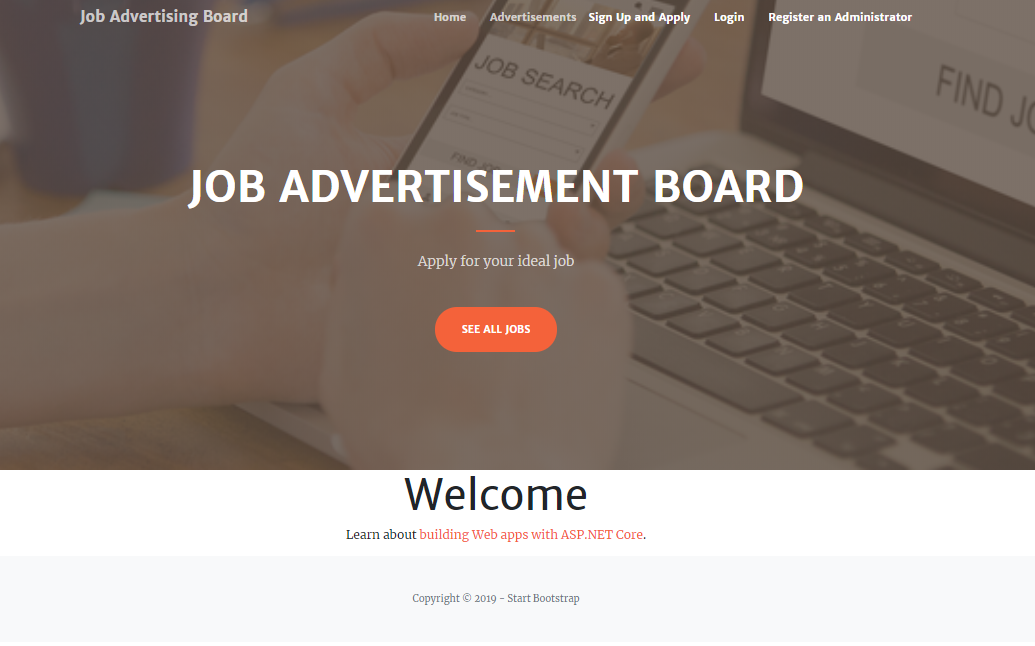 Job Advertising Board
Home Advertisements Sign Up and Apply Login Register an Administrator
JOB SEARCH
FIND JO
FIND JO
JOB ADVERTISEMENT BOARD
Apply for your ideal job
SEE ALL JOBS
Welcome
Learn about building Web apps with ASP.NET Core.
Copyright © 2019 - Start Bootstrap